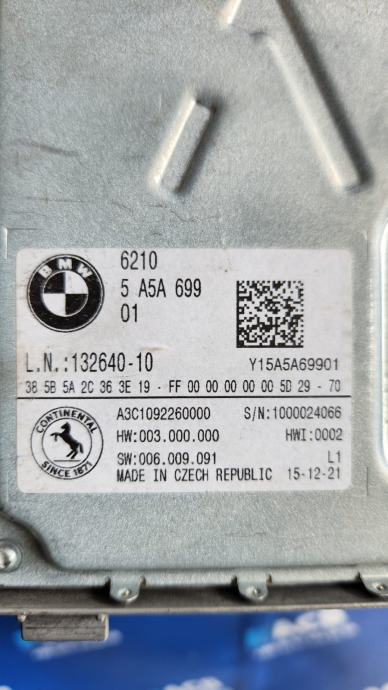 BMW
6210
5 A5A 699
01
L.N.:132640-10
Y15A5A69901
38 5B 5A 2C 36 3E 19 - FF 00 00 00 00 00 5D 29 - 70
CONTINENTAL
SINCE 1871
A3C1092260000 S/N:1000024066
HW:003.000.000 HWI:0002
SW:006.009.091 L1
MADE IN CZECH REPUBLIC 15-12-21